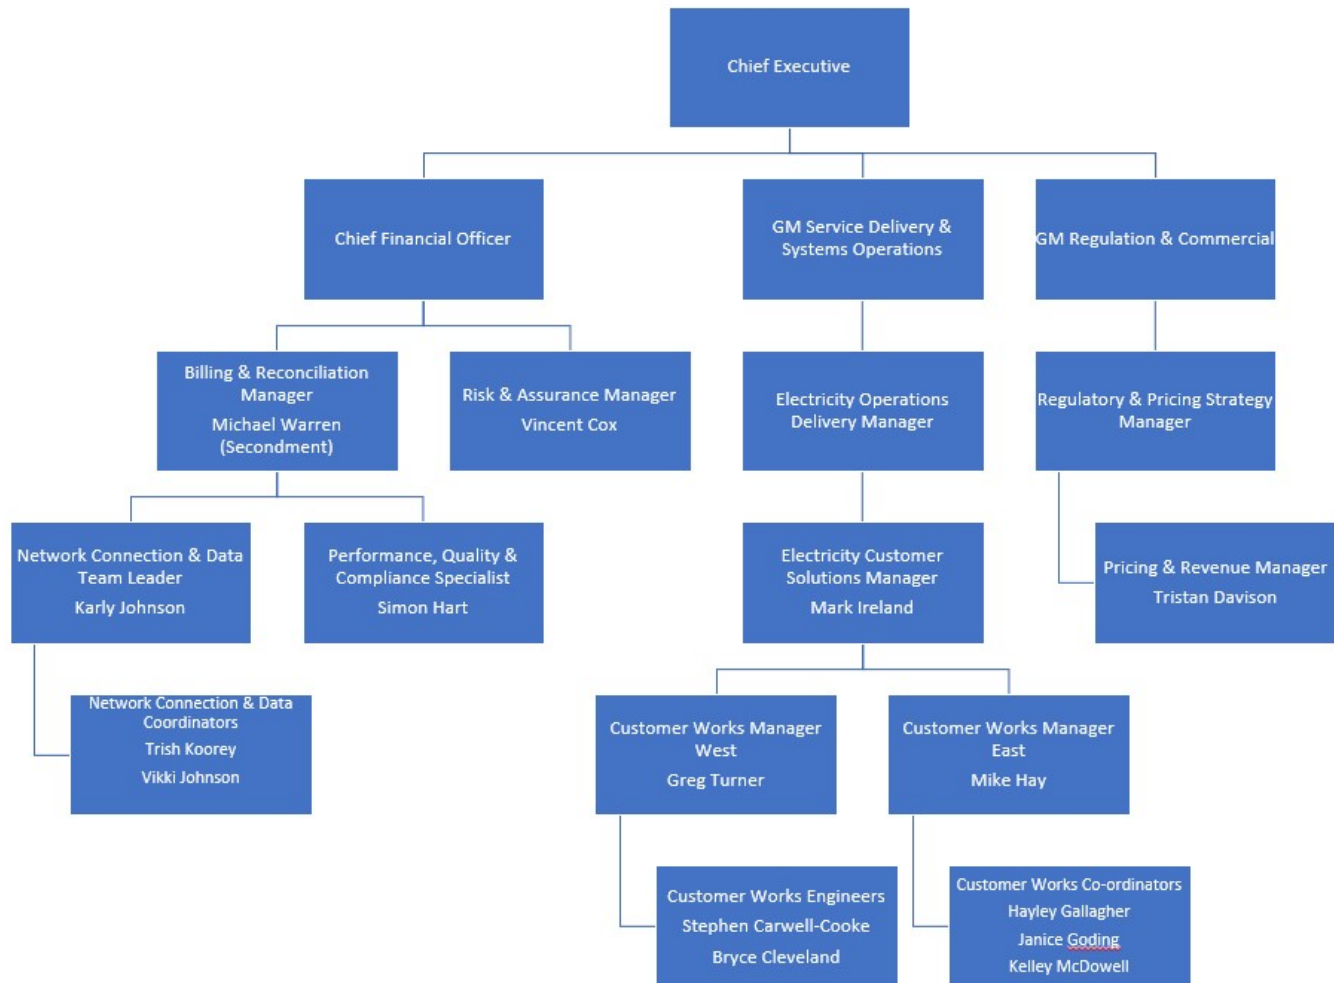 Chief Executive
Chief Financial Officer
GM Service Delivery &
Systems Operations
GM Regulation & Commercial
Billing & Reconciliation
Manager
Michael Warren
(Secondment)
Risk & Assurance Manager
Vincent Cox
Electricity Operations
Delivery Manager
Regulatory & Pricing Strategy
Manager
Network Connection & Data
Team Leader
Karly Johnson
Performance, Quality &
Compliance Specialist
Simon Hart
Electricity Customer
Solutions Manager
Mark Ireland
Pricing & Revenue Manager
Tristan Davison
Network Connection & Data
Coordinators
Trish Koorey
Vikki Johnson
Customer Works Manager
West
Greg Turner
Customer Works Manager
East
Mike Hay
Customer Works Engineers
Stephen Carwell-Cooke
Bryce Cleveland
Customer Works Co-ordinators
Hayley Gallagher
Janice Goding
Kelley McDowell